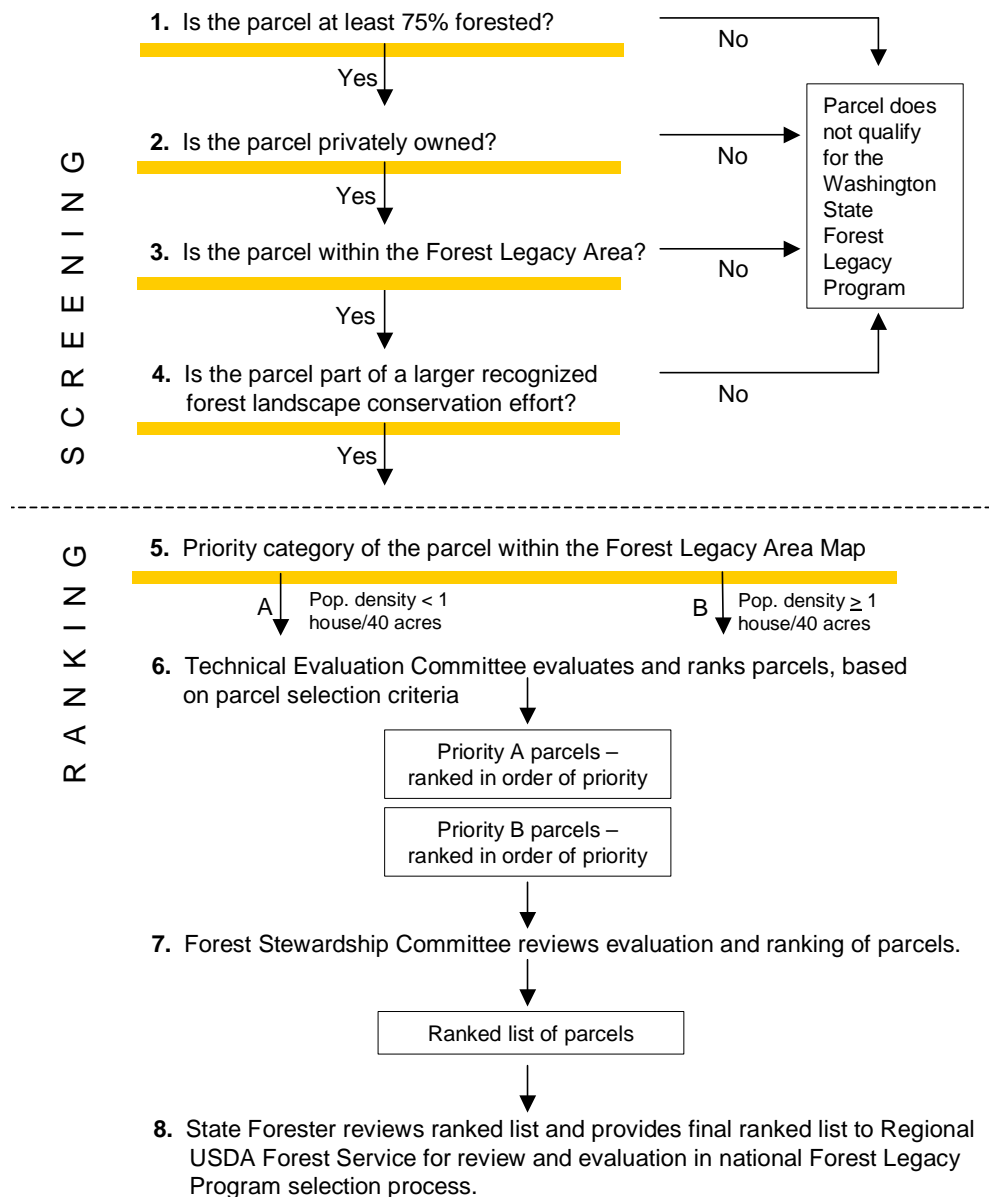 SCREENING
1. Is the parcel at least 75% forested?
No
Yes
Parcel does
not qualify
for the
Washington
State
Forest
Legacy
Program
2. Is the parcel privately owned?
No
Yes
3. Is the parcel within the Forest Legacy Area?
No
Yes
4. Is the parcel part of a larger recognized
forest landscape conservation effort?
No
Yes
RANKING
5. Priority category of the parcel within the Forest Legacy Area Map
A
Pop. density < 1
house/40 acres
B
Pop. density ≥ 1
house/40 acres
6. Technical Evaluation Committee evaluates and ranks parcels, based
on parcel selection criteria
Priority A parcels –
ranked in order of priority
Priority B parcels –
ranked in order of priority
7. Forest Stewardship Committee reviews evaluation and ranking of parcels.
Ranked list of parcels
8. State Forester reviews ranked list and provides final ranked list to Regional
USDA Forest Service for review and evaluation in national Forest Legacy
Program selection process.